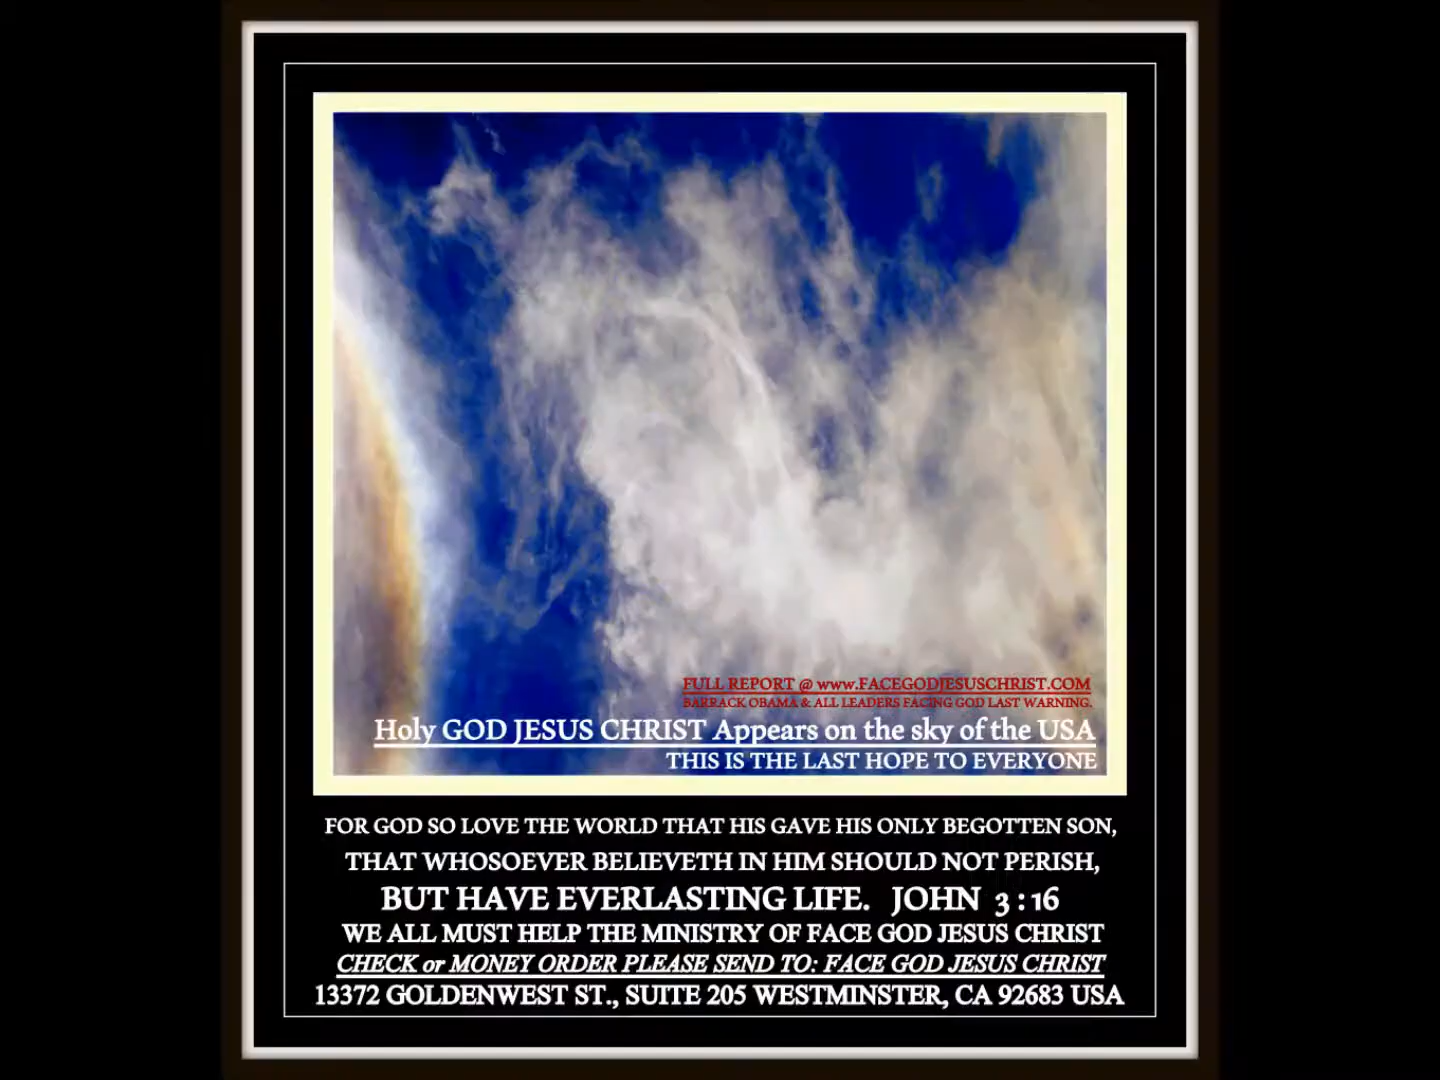 FULL REPORT @ www.FACEGODJESUSCHRIST.COM
BARRACK OBAMA & ALL LEADERS FACING GOD LAST WARNING.
Holy GOD JESUS CHRIST Appears on the sky of the USA
THIS IS THE LAST HOPE TO EVERYONE
FOR GOD SO LOVE THE WORLD THAT HIS GAVE HIS ONLY BEGOTTEN SON,
THAT WHOSOEVER BELIEVETH IN HIM SHOULD NOT PERISH,
BUT HAVE EVERLASTING LIFE. JOHN 3 : 16
WE ALL MUST HELP THE MINISTRY OF FACE GOD JESUS CHRIST
CHECK or MONEY ORDER PLEASE SEND TO: FACE GOD JESUS CHRIST
13372 GOLDENWEST ST., SUITE 205 WESTMINSTER, CA 92683 USA